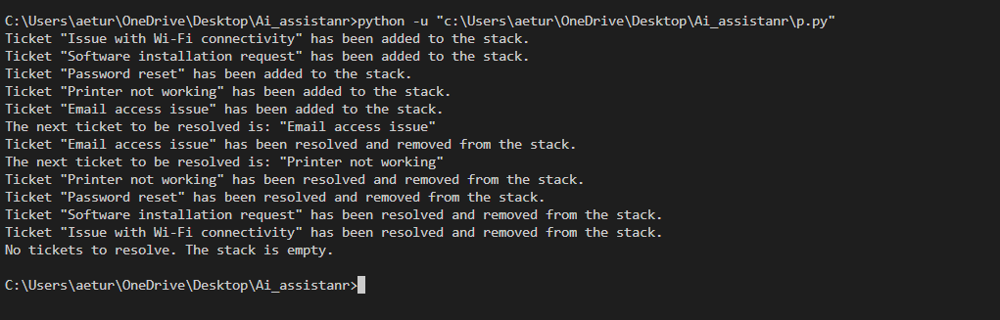 C:\Users\aetur\OneDrive\Desktop\Ai_assistanr>python -u "c:\Users\aetur\OneDrive\Desktop\Ai_assistanr\p.py"
Ticket "Issue with Wi-Fi connectivity" has been added to the stack.
Ticket "Software installation request" has been added to the stack.
Ticket "Password reset" has been added to the stack.
Ticket "Printer not working" has been added to the stack.
Ticket "Email access issue" has been added to the stack.
The next ticket to be resolved is: "Email access issue"
Ticket "Email access issue" has been resolved and removed from the stack.
The next ticket to be resolved is: "Printer not working"
Ticket "Printer not working" has been resolved and removed from the stack.
Ticket "Password reset" has been resolved and removed from the stack.
Ticket "Software installation request" has been resolved and removed from the stack.
Ticket "Issue with Wi-Fi connectivity" has been resolved and removed from the stack.
No tickets to resolve. The stack is empty.
C:\Users\aetur\OneDrive\Desktop\Ai_assistanr>